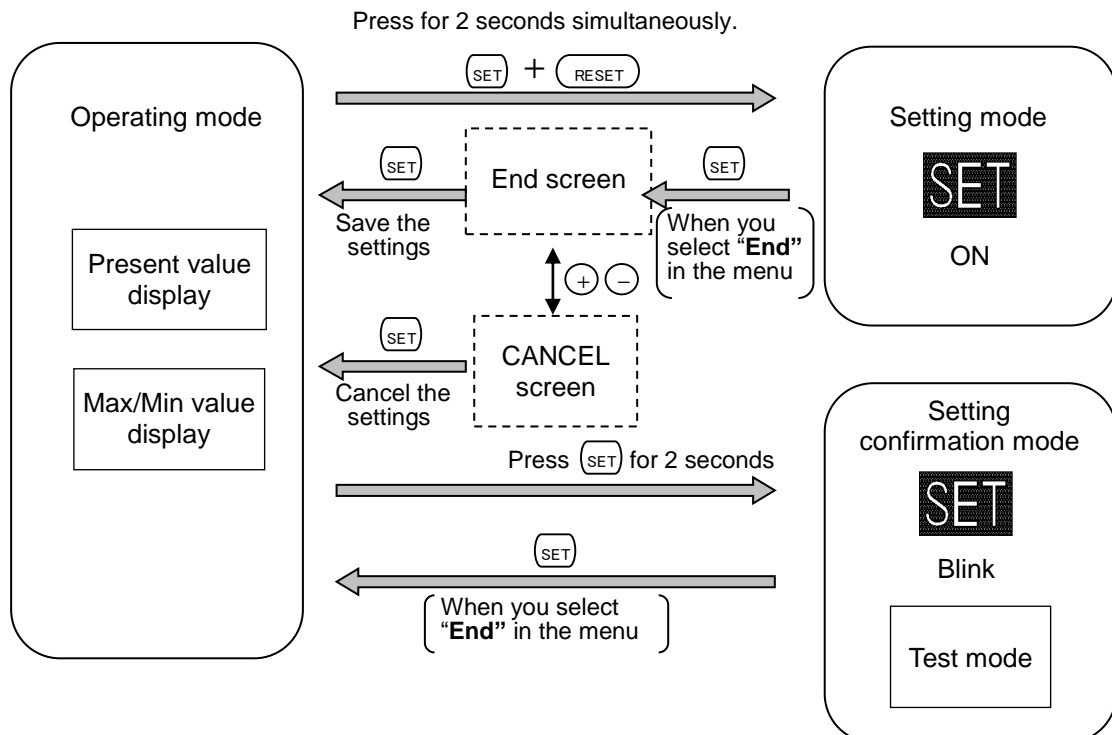 Press for 2 seconds simultaneously.
SET + RESET
Operating mode
Setting mode
SET
End screen
SET
SET
Save the
settings
When you
select “End”
in the menu
ON
Present value
display
+ −
SET
CANCEL
screen
Cancel the
settings
Max/Min value
display
Setting
confirmation mode
Press SET for 2 seconds
SET
SET
Blink
When you select
“End” in the menu
Test mode